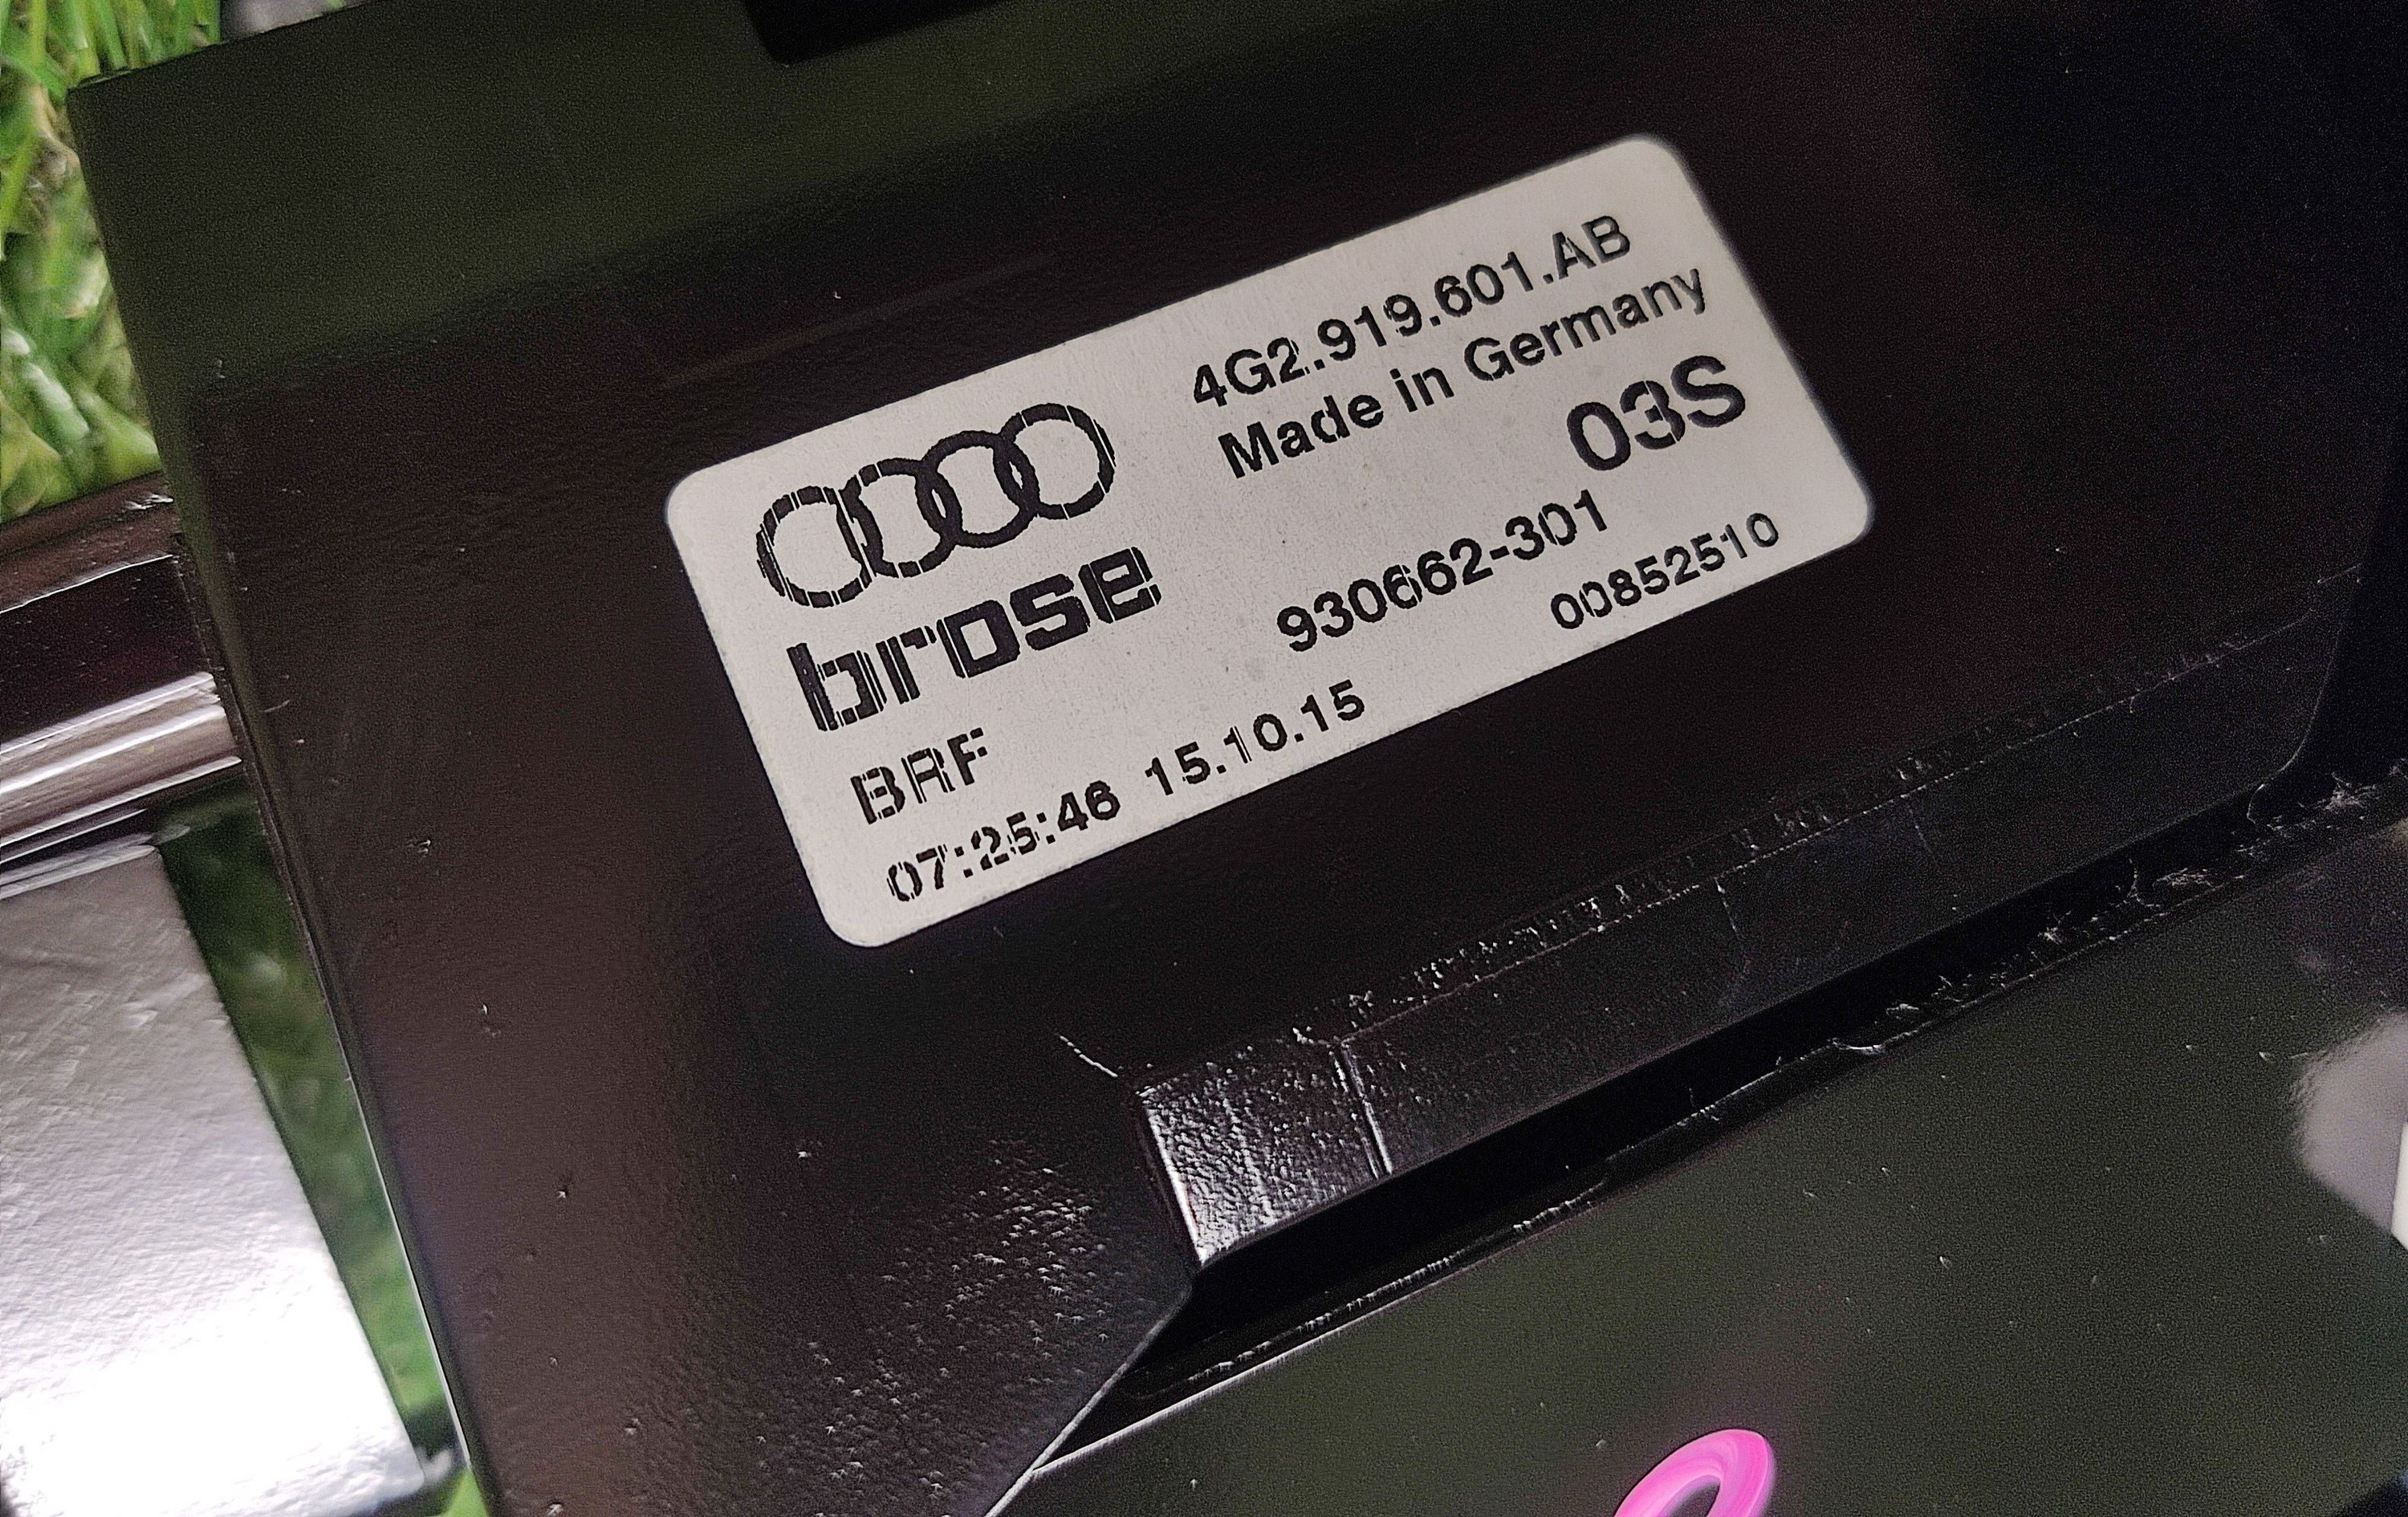 4G2.919.601.AB
Made in Germany
03S
brose
930662-301
BRF
00852510
07:25:46 15.10.15